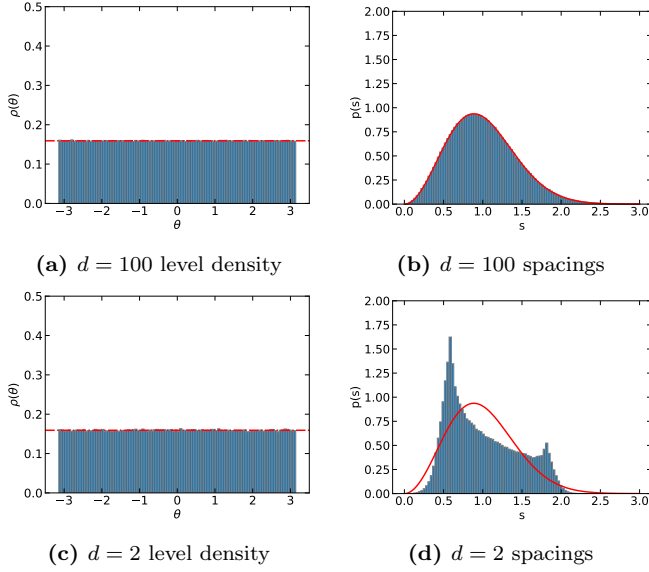 0.5
0.4
0.3
0.2
0.1
0.0
ρ(θ)
−3 −2 −1 0 1 2 3
θ
(a) d = 100 level density
2.00
1.75
1.50
1.25
1.00
0.75
0.50
0.25
0.00
p(s)
0.0 0.5 1.0 1.5 2.0 2.5 3.0
s
(b) d = 100 spacings
0.5
0.4
0.3
0.2
0.1
0.0
ρ(θ)
−3 −2 −1 0 1 2 3
θ
(c) d = 2 level density
2.00
1.75
1.50
1.25
1.00
0.75
0.50
0.25
0.00
p(s)
0.0 0.5 1.0 1.5 2.0 2.5 3.0
s
(d) d = 2 spacings